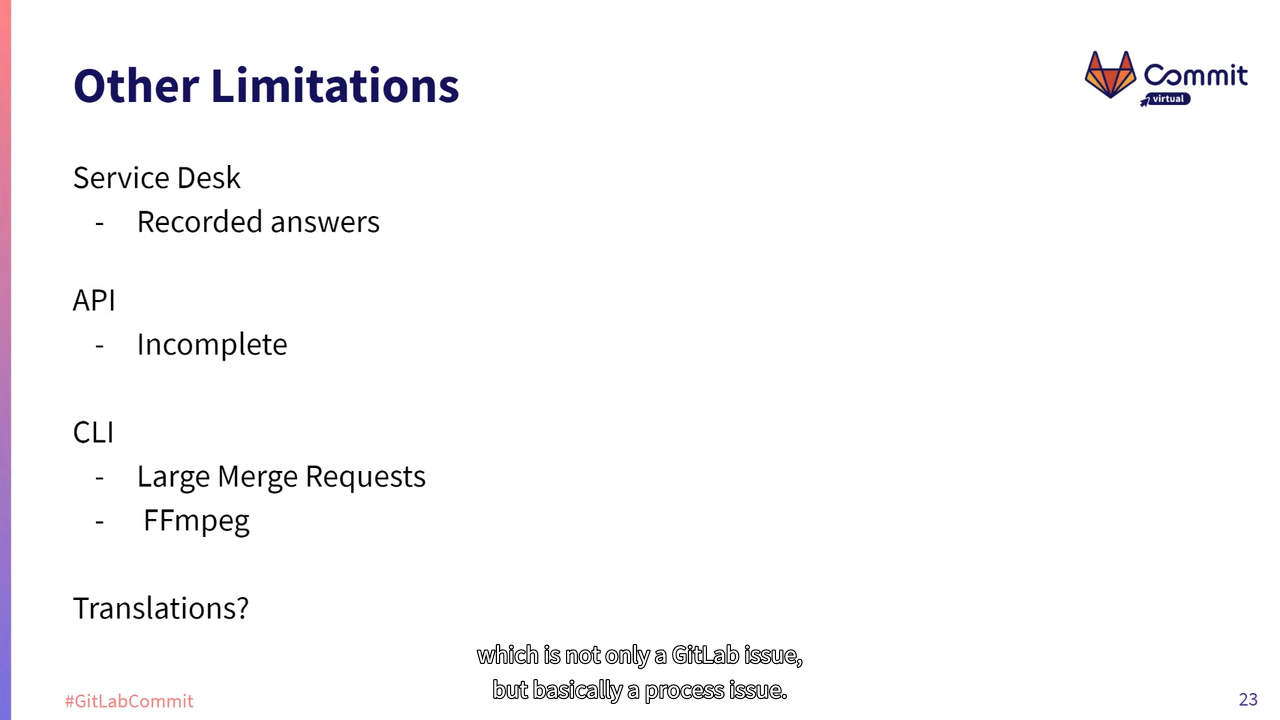 Other Limitations
Commit
virtual
Service Desk
- Recorded answers
API
- Incomplete
CLI
- Large Merge Requests
- FFmpeg
Translations?
which is not only a GitLab issue,
but basically a process issue.
#GitLabCommit
23